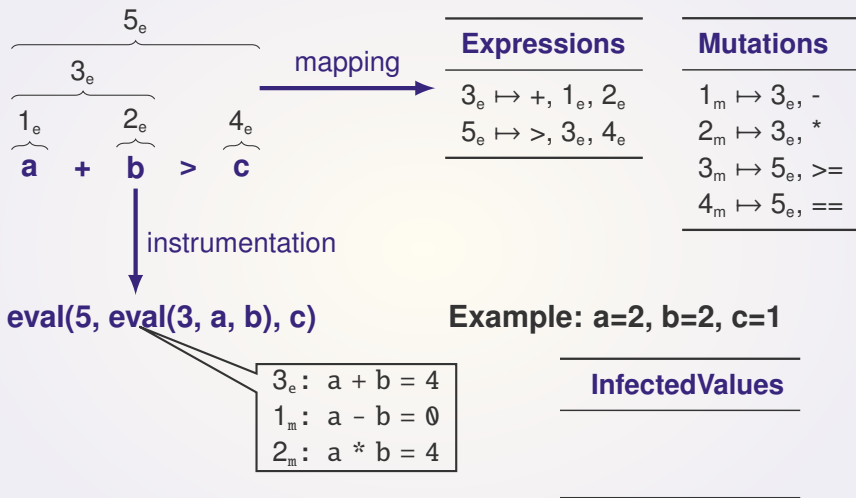 5e
3e
1e 2e 4e
a + b > c
mapping
instrumentation
Expressions
3e ↦ +, 1e, 2e
5e ↦ >, 3e, 4e
Mutations
1m ↦ 3e, -
2m ↦ 3e, *
3m ↦ 5e, >=
4m ↦ 5e, ==
eval(5, eval(3, a, b), c)
3e: a + b = 4
1m: a - b = 0
2m: a * b = 4
Example: a=2, b=2, c=1
InfectedValues